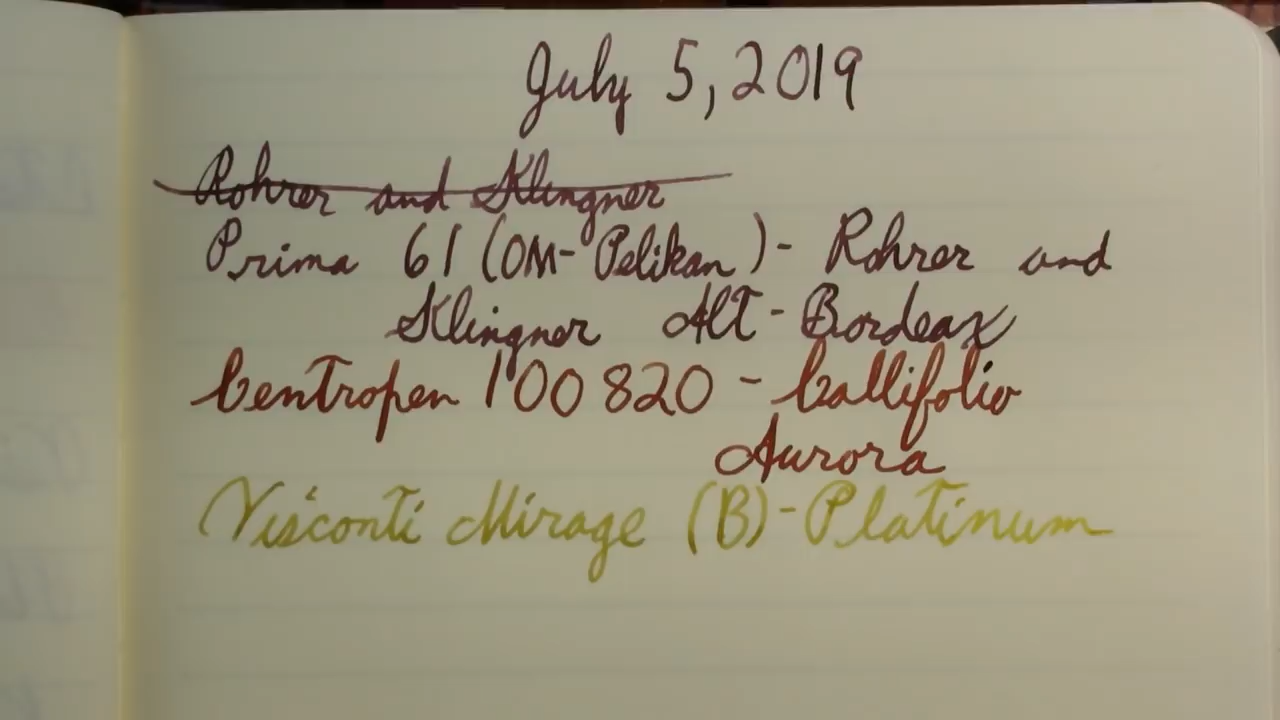 July 5, 2019
Rohrer and Klingner
Prima 61 (OM-Pelikan) - Rohrer and
Klingner Alt-Bordeax
Centropen 100 820 - Callifolio
Aurora
Visconti Mirage (B) - Platinum